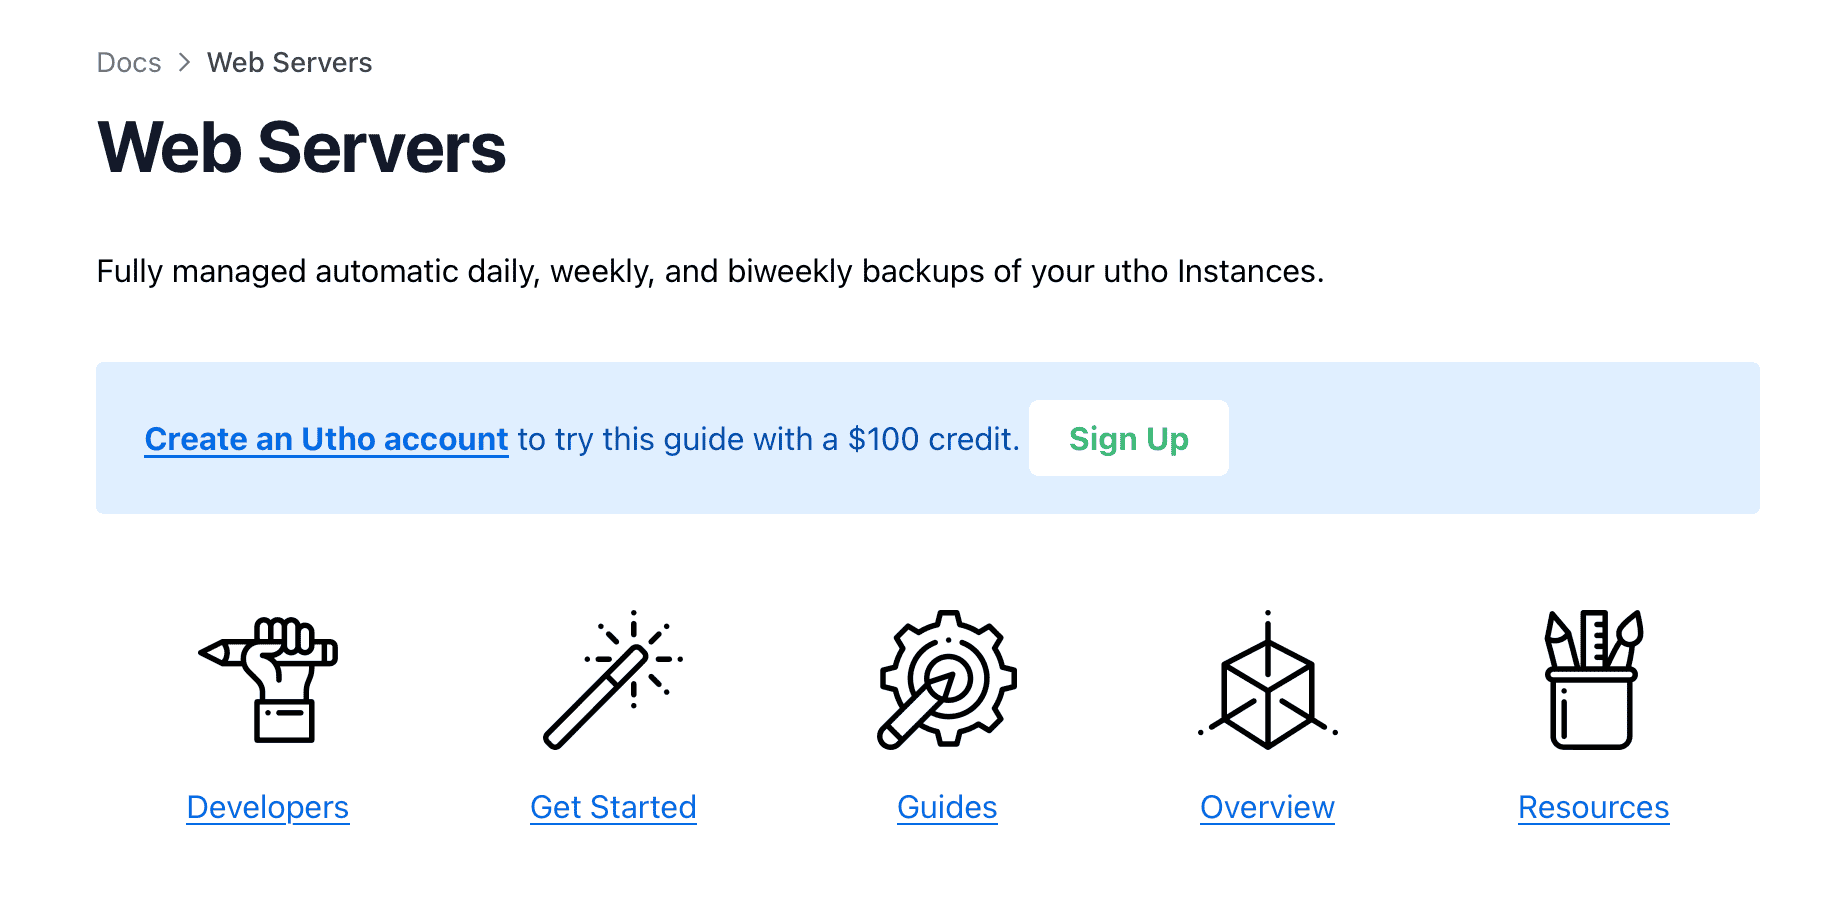 Docs > Web Servers
Web Servers
Fully managed automatic daily, weekly, and biweekly backups of your utho Instances.
Create an Utho account to try this guide with a $100 credit. Sign Up
Developers Get Started Guides Overview Resources